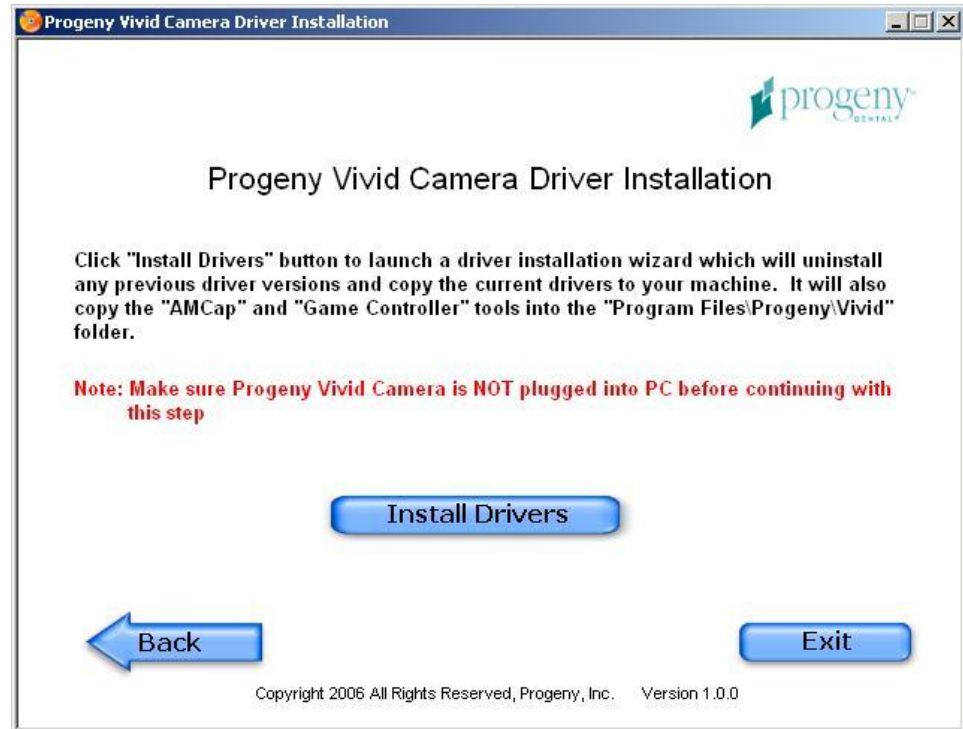 Progeny Vivid Camera Driver Installation
progeny
DENTAL
Progeny Vivid Camera Driver Installation
Click "Install Drivers" button to launch a driver installation wizard which will uninstall
any previous driver versions and copy the current drivers to your machine.  It will also
copy the "AMCap" and "Game Controller" tools into the "Program Files\Progeny\Vivid"
folder.
Note: Make sure Progeny Vivid Camera is NOT plugged into PC before continuing with
this step
Install Drivers
Back
Exit
Copyright 2006 All Rights Reserved, Progeny, Inc.    Version 1.0.0